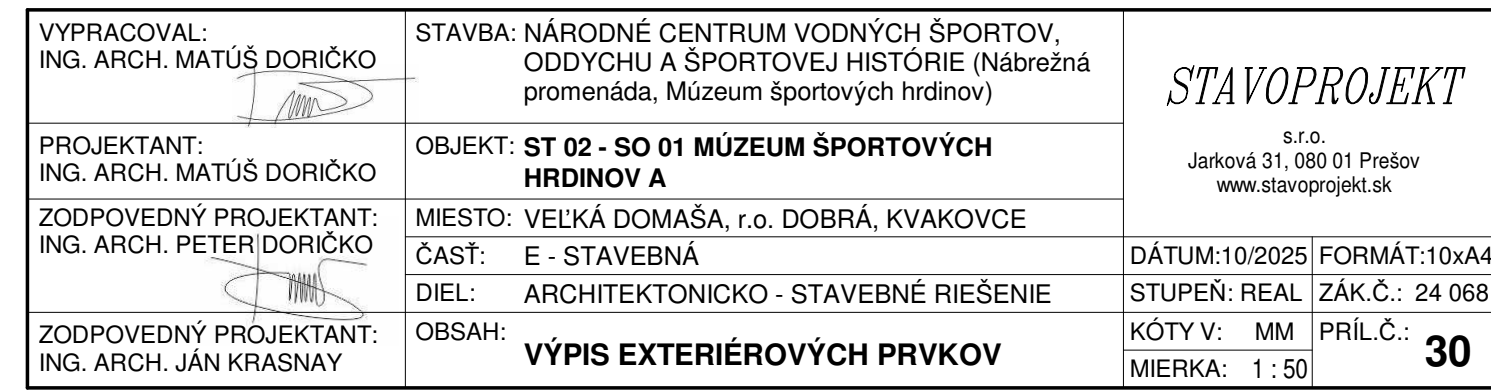 VYPRACOVAL:
ING. ARCH. MATÚŠ DORIČKO
PROJEKTANT:
ING. ARCH. MATÚŠ DORIČKO
ZODPOVEDNÝ PROJEKTANT:
ING. ARCH. PETER DORIČKO
ZODPOVEDNÝ PROJEKTANT:
ING. ARCH. JÁN KRASNAY
STAVBA: NÁRODNÉ CENTRUM VODNÝCH ŠPORTOV,
ODDYCHU A ŠPORTOVEJ HISTÓRIE (Nábrežná
promenáda, Múzeum športových hrdinov)
OBJEKT: ST 02 - SO 01 MÚZEUM ŠPORTOVÝCH
HRDINOV A
MIESTO: VEĽKÁ DOMAŠA, r.o. DOBRÁ, KVAKOVCE
ČASŤ: E - STAVEBNÁ
DIEL: ARCHITEKTONICKO - STAVEBNÉ RIEŠENIE
OBSAH:
VÝPIS EXTERIÉROVÝCH PRVKOV
STAVOPROJEKT
s.r.o.
Jarková 31, 080 01 Prešov
www.stavoprojekt.sk
DÁTUM:10/2025 FORMÁT:10xA4
STUPEŇ: REAL ZÁK.Č.: 24 068
KÓTY V: MM PRÍL.Č.: 30
MIERKA: 1 : 50